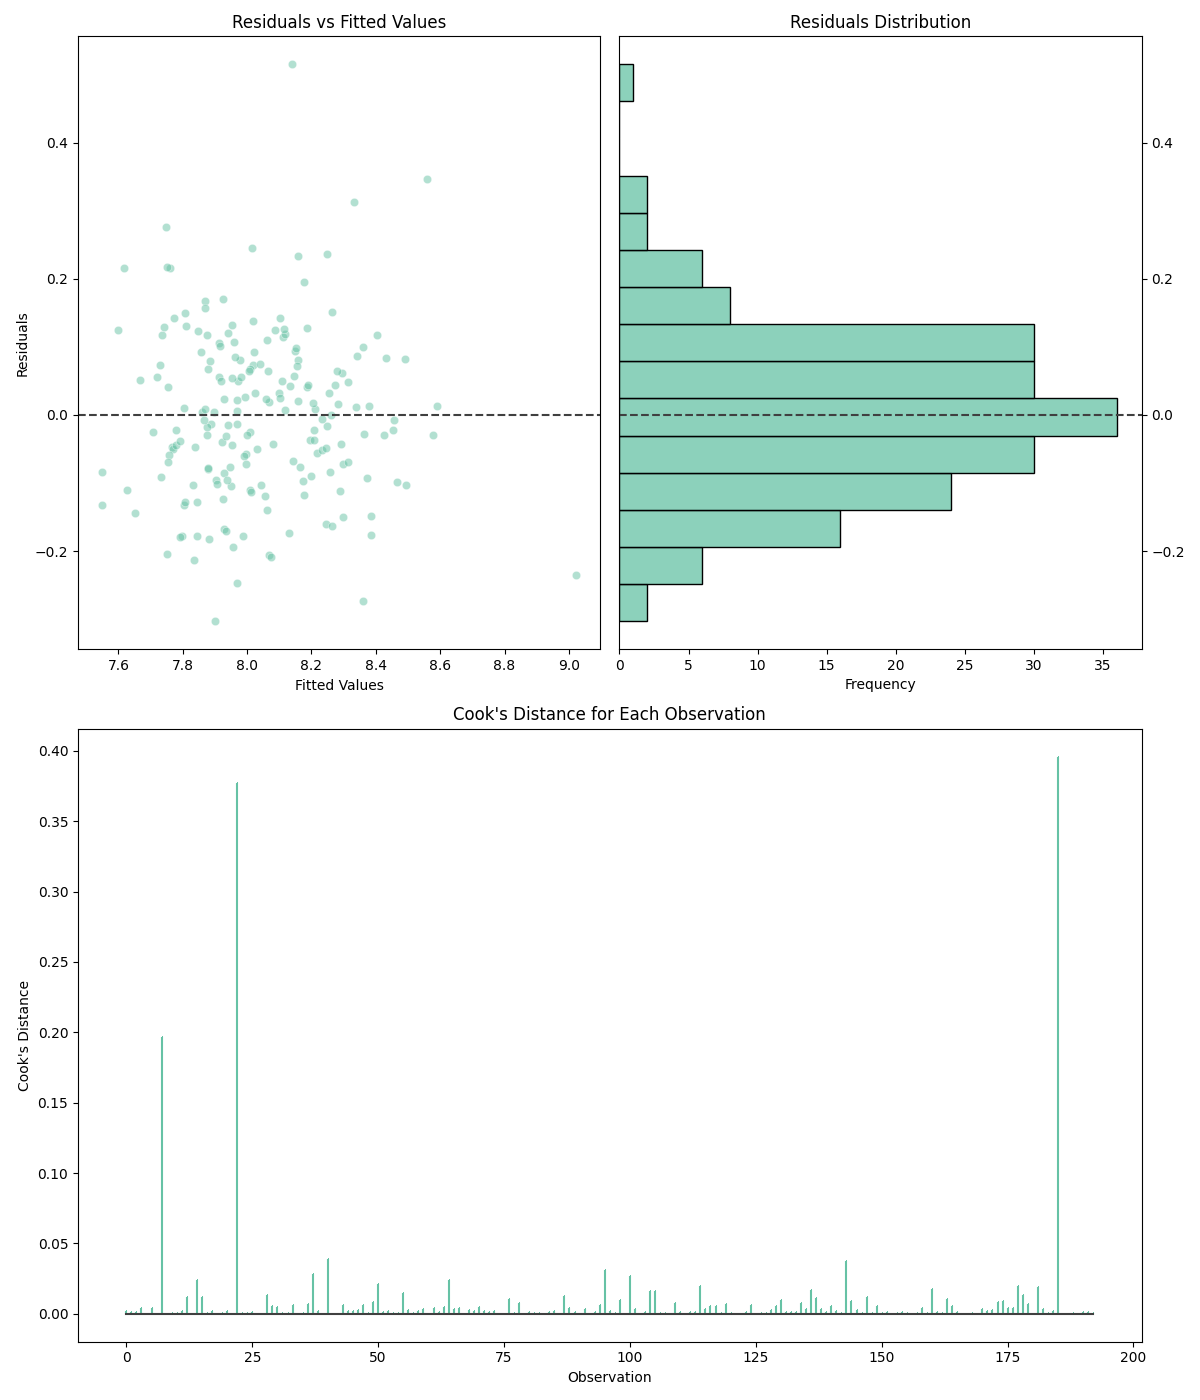 Residuals vs Fitted Values
Residuals Distribution
0.4
0.2
0.0
−0.2
Residuals
7.6 7.8 8.0 8.2 8.4 8.6 8.8 9.0
Fitted Values
0.4
0.2
0.0
−0.2
0 5 10 15 20 25 30 35
Frequency
Cook's Distance for Each Observation
0.40
0.35
0.30
0.25
0.20
0.15
0.10
0.05
0.00
Cook's Distance
0 25 50 75 100 125 150 175 200
Observation